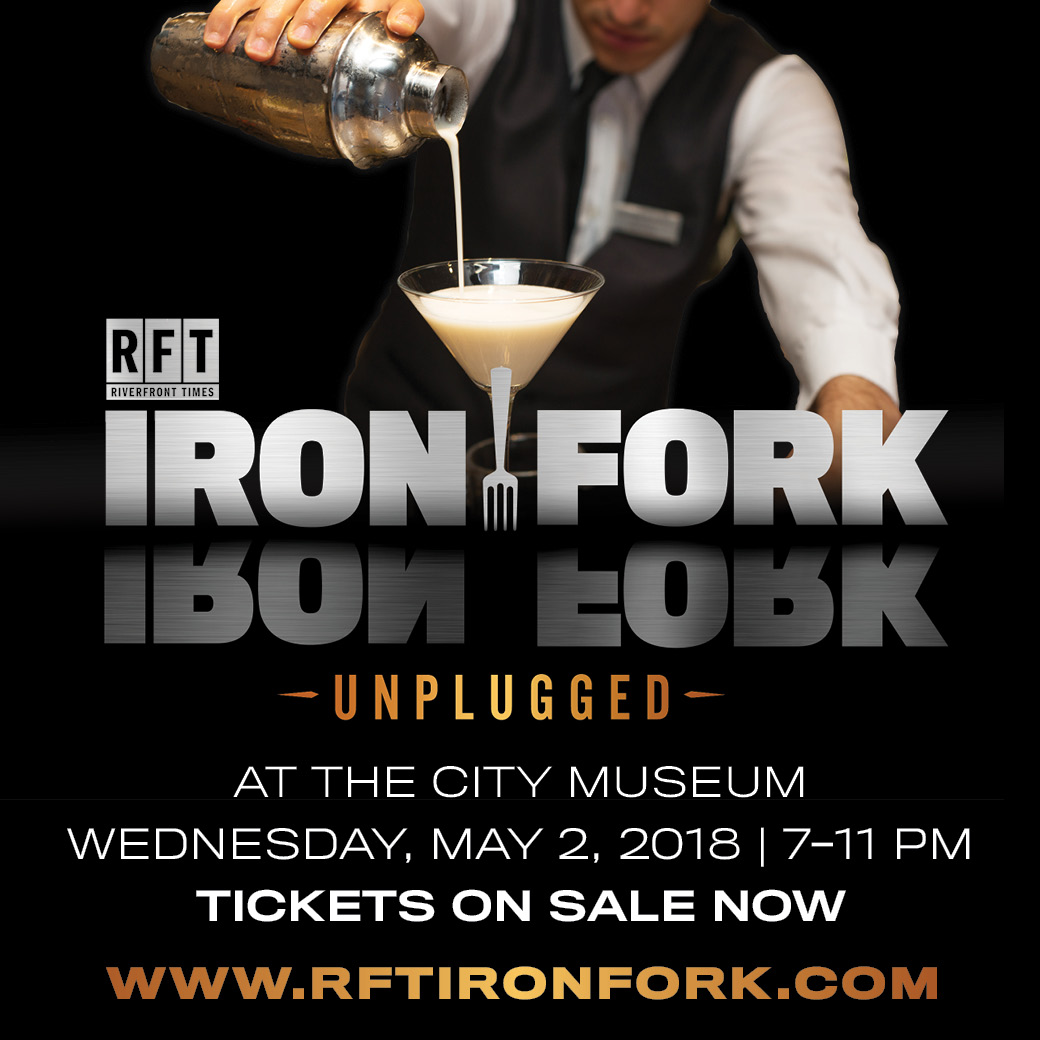 RFT
RIVERFRONT TIMES
IRON FORK
UNPLUGGED
AT THE CITY MUSEUM
WEDNESDAY, MAY 2, 2018 | 7–11 PM
TICKETS ON SALE NOW
WWW.RFTIRONFORK.COM